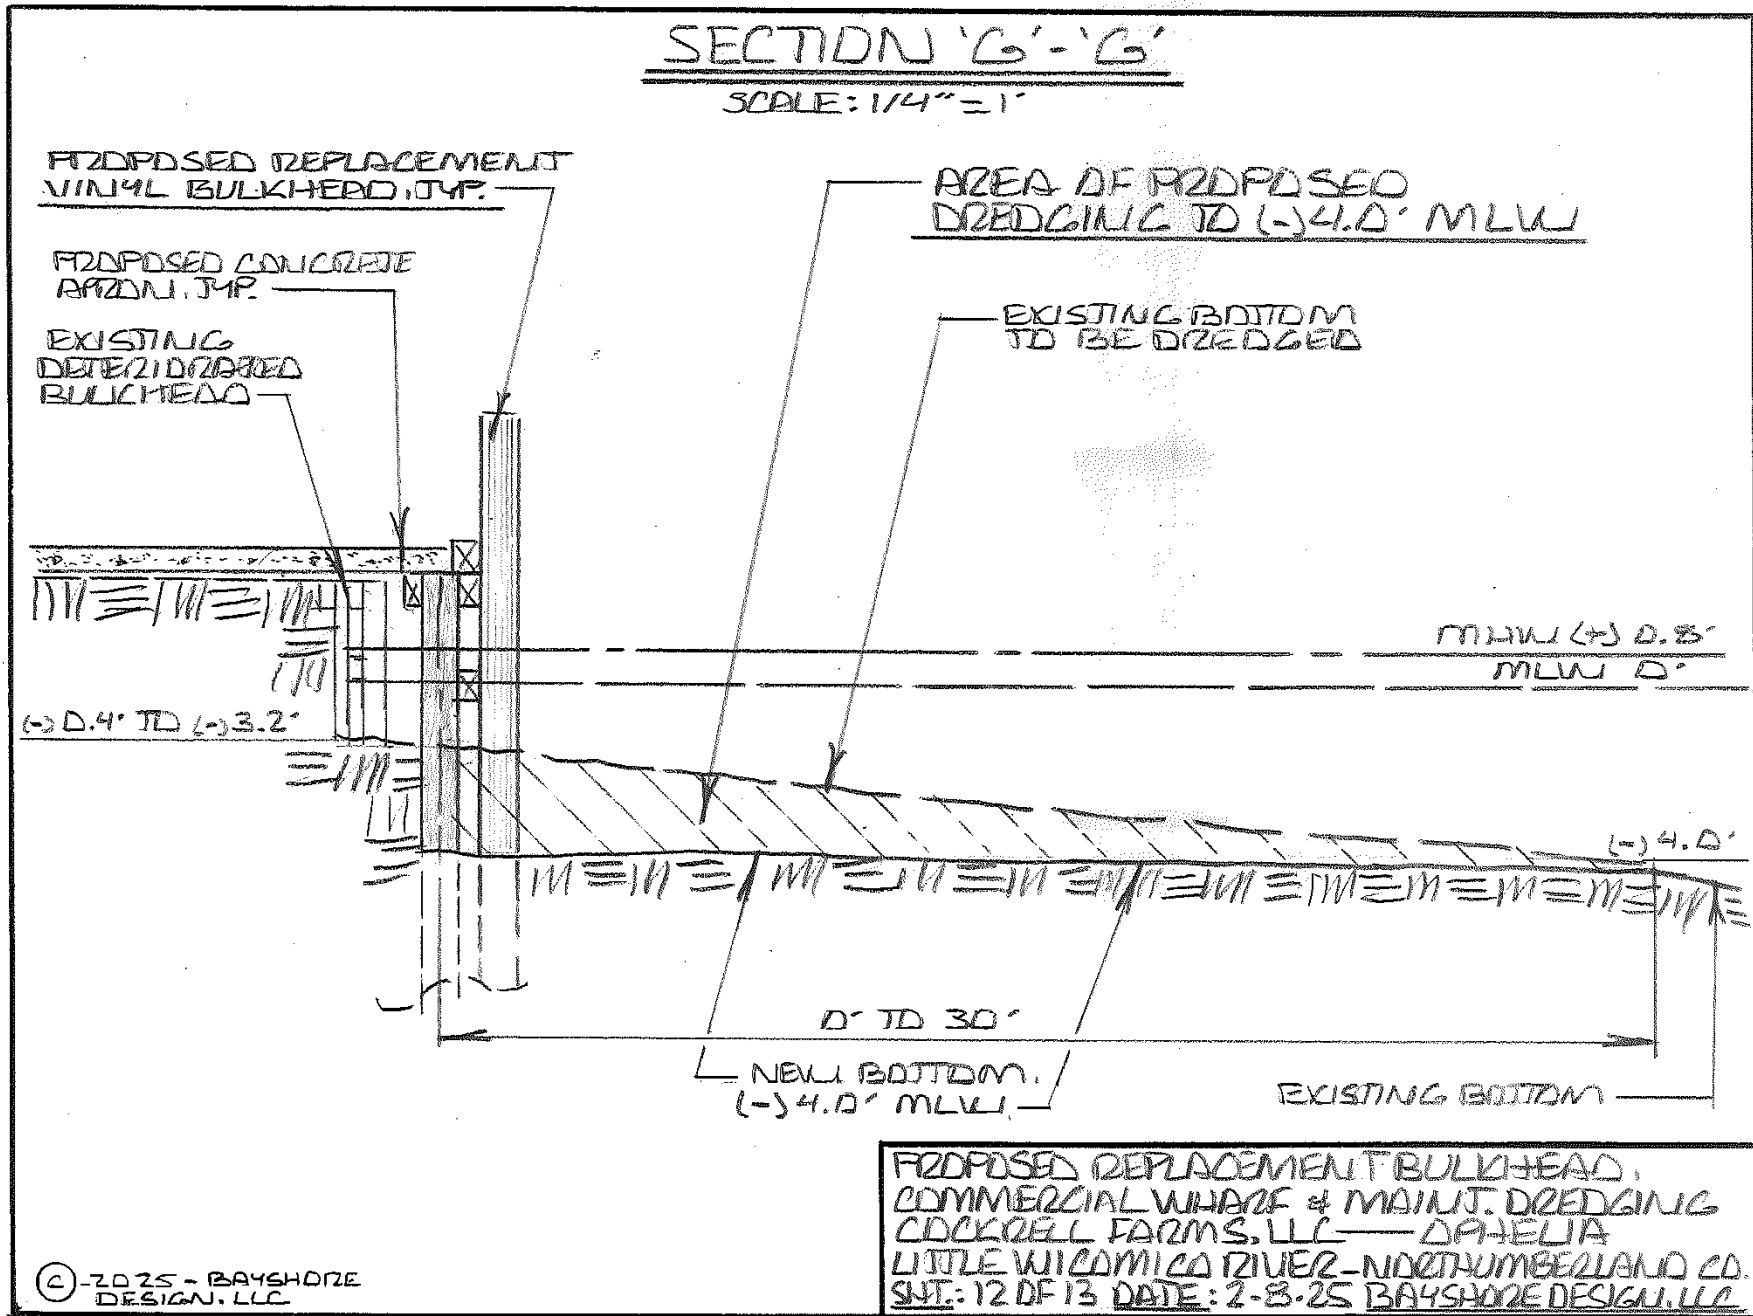 SECTION 'G'-'G'
SCALE: 1/4" = 1'
PROPOSED REPLACEMENT
VINYL BULKHEAD, TYP.
AREA OF PROPOSED
DREDGING TO (-)4.0' MLW
PROPOSED CONCRETE
APRON, TYP.
EXISTING BOTTOM
TO BE DREDGED
EXISTING
DETERIORATED
BULKHEAD
MHW (+) 0.8'
MLW 0'
(-) 0.4' TO (-) 3.2'
(-) 4.0'
0' TO 30'
NEW BOTTOM,
(-) 4.0' MLW
EXISTING BOTTOM
PROPOSED REPLACEMENT BULKHEAD,
COMMERCIAL WHARF & MAINT. DREDGING
COCKRELL FARMS, LLC — OPHELIA
LITTLE WICOMICO RIVER - NORTHUMBERLAND CO.
SHT.: 12 OF 13 DATE: 2-8-25 BAYSHORE DESIGN, LLC
© - 2025 - BAYSHORE
DESIGN, LLC